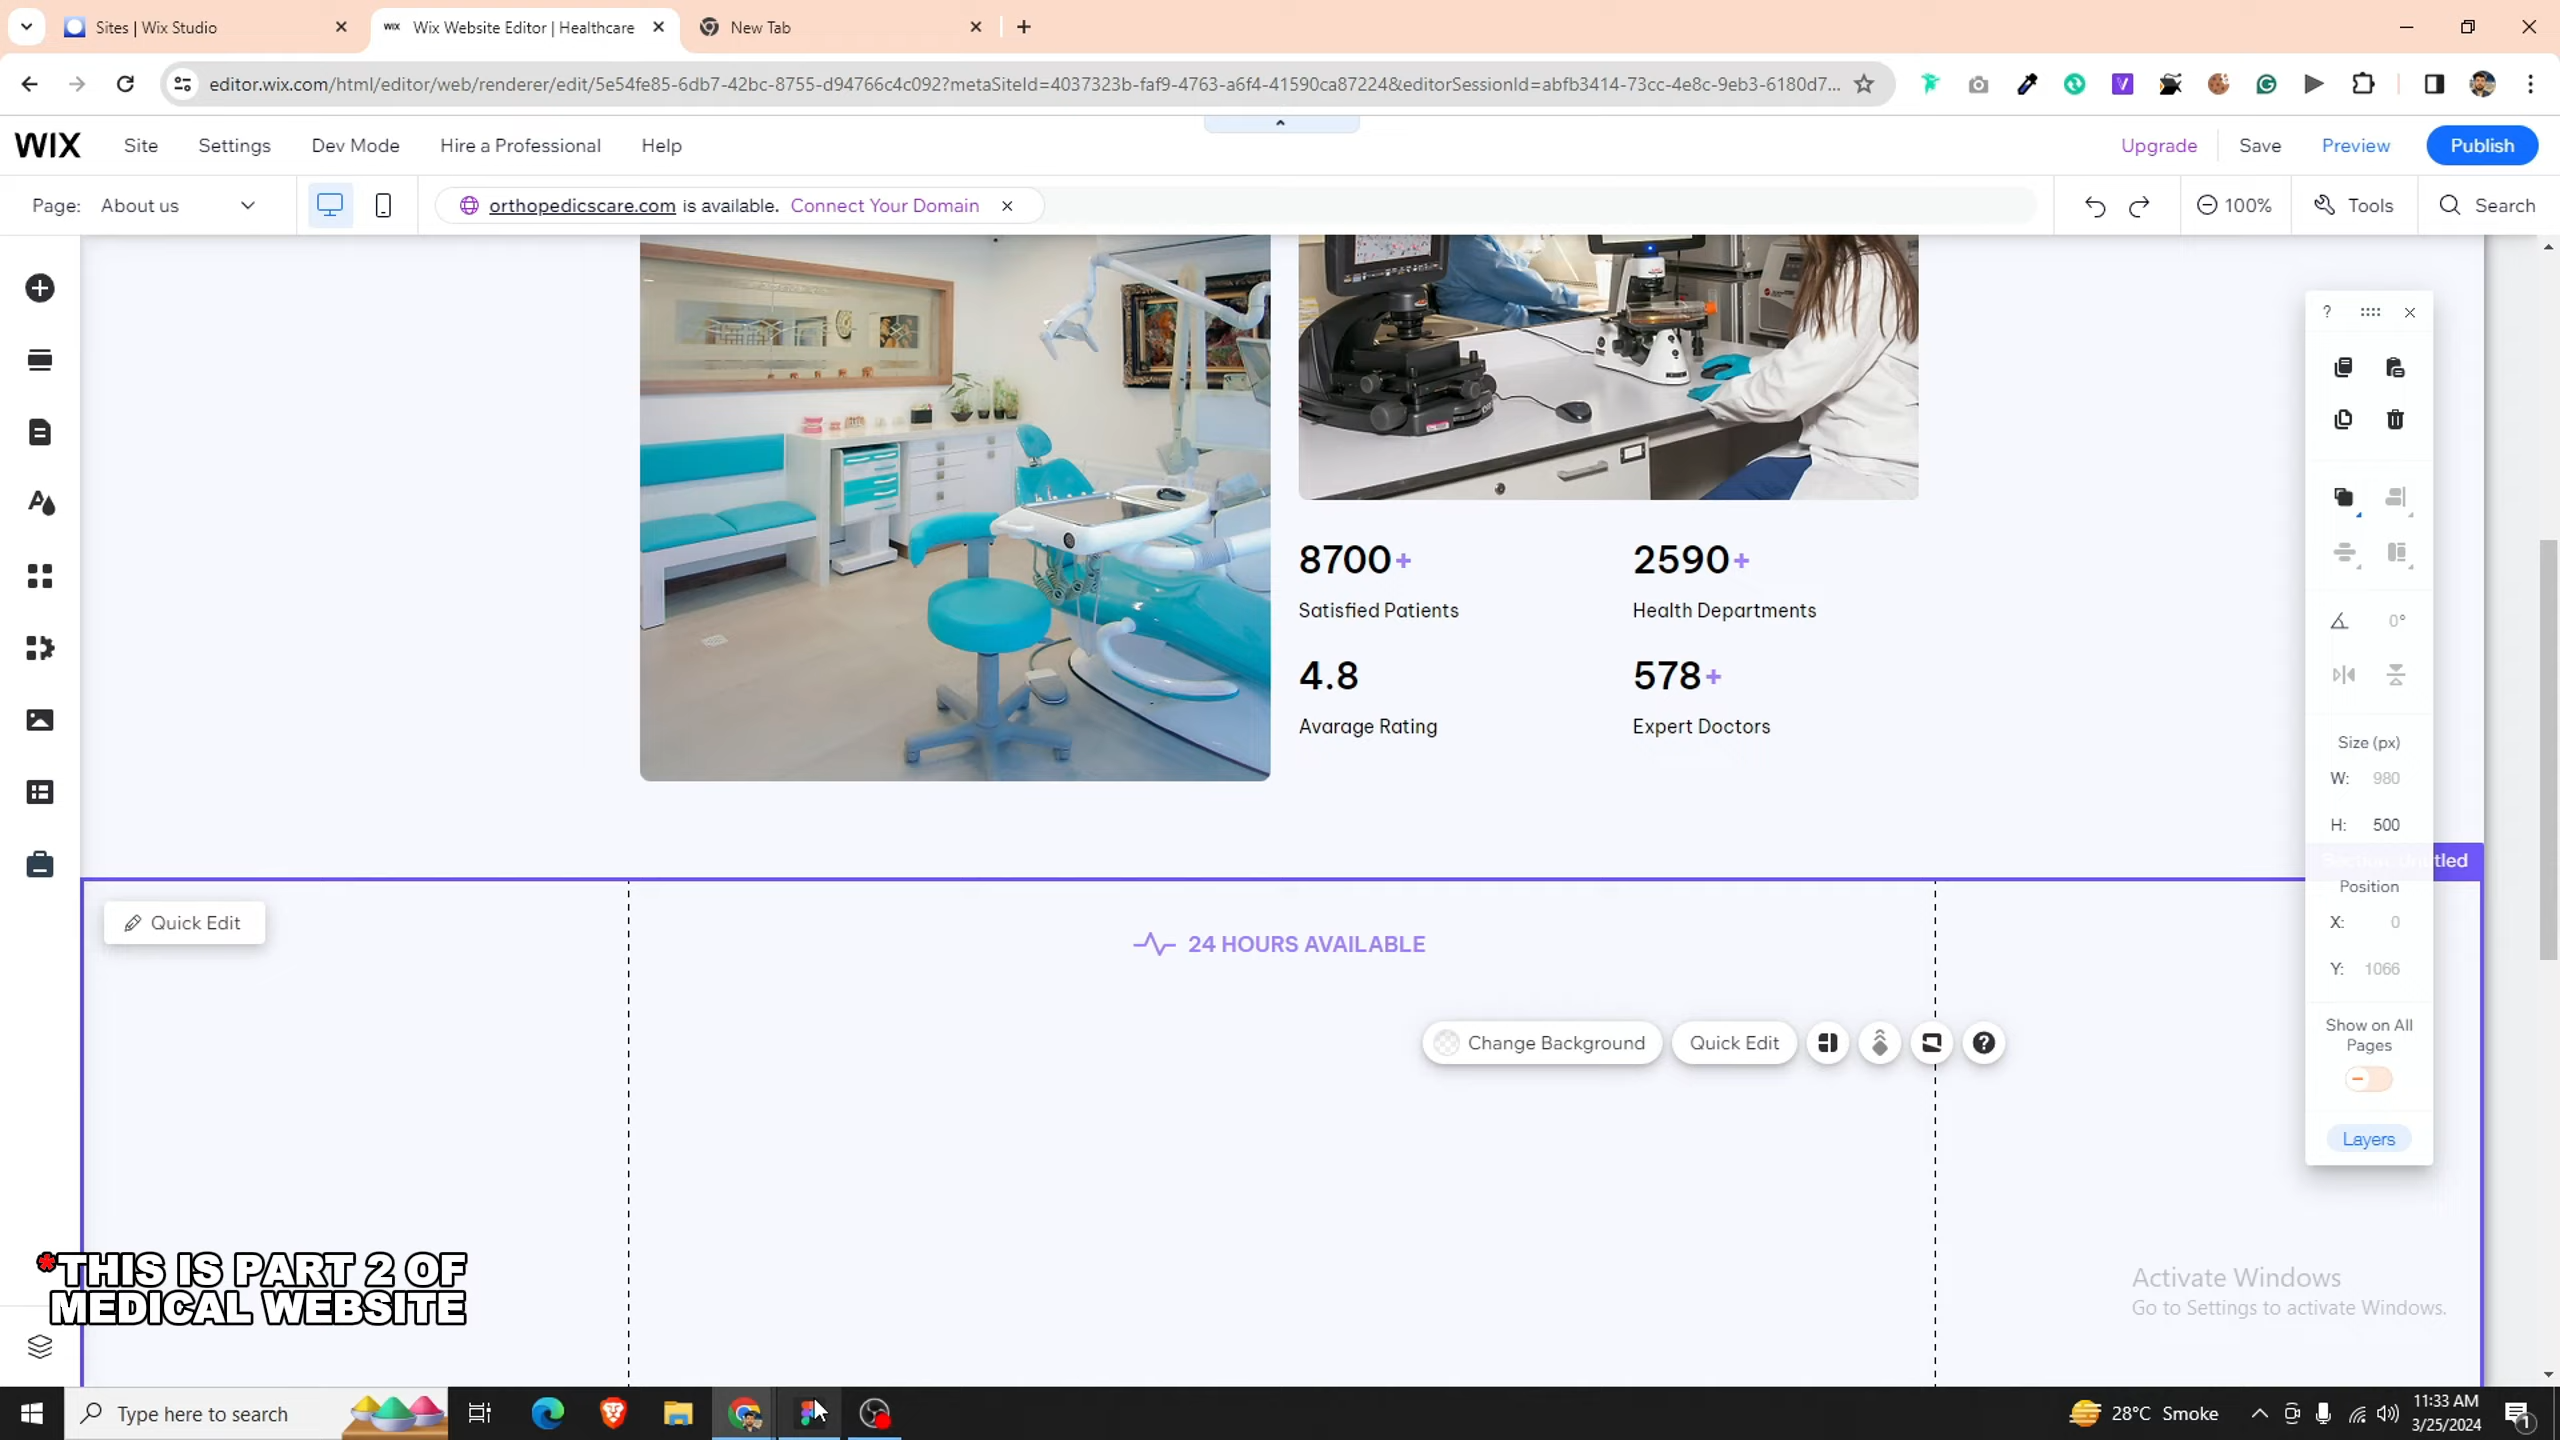 Sites | Wix Studio
WIX Wix Website Editor | Healthcare
New Tab
editor.wix.com/html/editor/web/renderer/edit/5e54fe85-6db7-42bc-8755-d94766c4c092?metaSiteId=4037323b-faf9-4763-a6f4-41590ca87224&editorSessionId=abfb3414-73cc-4e8c-9eb3-6180d7...
WIX Site Settings Dev Mode Hire a Professional Help Upgrade Save Preview Publish
Page: About us orthopedicscare.com is available. Connect Your Domain 100% Tools Search
8700+ 2590+
Satisfied Patients Health Departments
4.8 578+
Avarage Rating Expert Doctors
?
0°
Size (px)
W: 980
H: 500
Position
X: 0
Y: 1066
Show on All
Pages
Layers
Quick Edit
24 HOURS AVAILABLE
Change Background Quick Edit ?
*THIS IS PART 2 OF
MEDICAL WEBSITE
Activate Windows
Go to Settings to activate Windows.
Type here to search
28°C Smoke
11:33 AM
3/25/2024
1